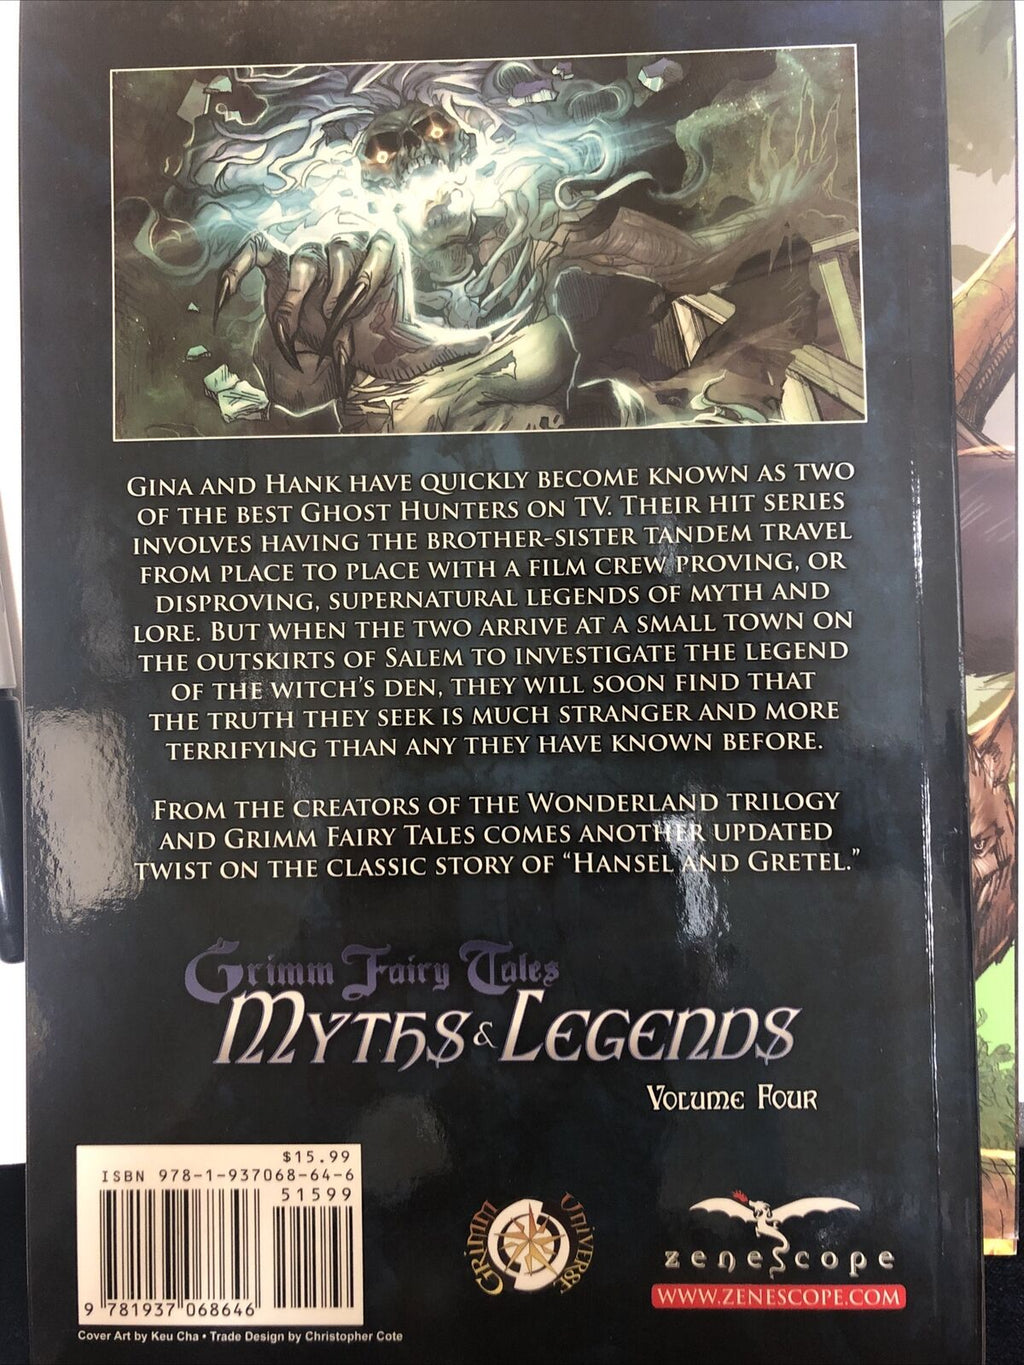 GINA AND HANK HAVE QUICKLY BECOME KNOWN AS TWO
OF THE BEST GHOST HUNTERS ON TV. THEIR HIT SERIES
INVOLVES HAVING THE BROTHER-SISTER TANDEM TRAVEL
FROM PLACE TO PLACE WITH A FILM CREW PROVING, OR
DISPROVING, SUPERNATURAL LEGENDS OF MYTH AND
LORE. BUT WHEN THE TWO ARRIVE AT A SMALL TOWN ON
THE OUTSKIRTS OF SALEM TO INVESTIGATE THE LEGEND
OF THE WITCH'S DEN, THEY WILL SOON FIND THAT
THE TRUTH THEY SEEK IS MUCH STRANGER AND MORE
TERRIFYING THAN ANY THEY HAVE KNOWN BEFORE.
FROM THE CREATORS OF THE WONDERLAND TRILOGY
AND GRIMM FAIRY TALES COMES ANOTHER UPDATED
TWIST ON THE CLASSIC STORY OF "HANSEL AND GRETEL."
Grimm Fairy Tales
MYTHS & LEGENDS
VOLUME FOUR
$15.99
ISBN 978-1-937068-64-6
51599
9 781937 068646
Cover Art by Keu Cha • Trade Design by Christopher Cote
GRIMM UNIVERSE
zenescope
WWW.ZENESCOPE.COM